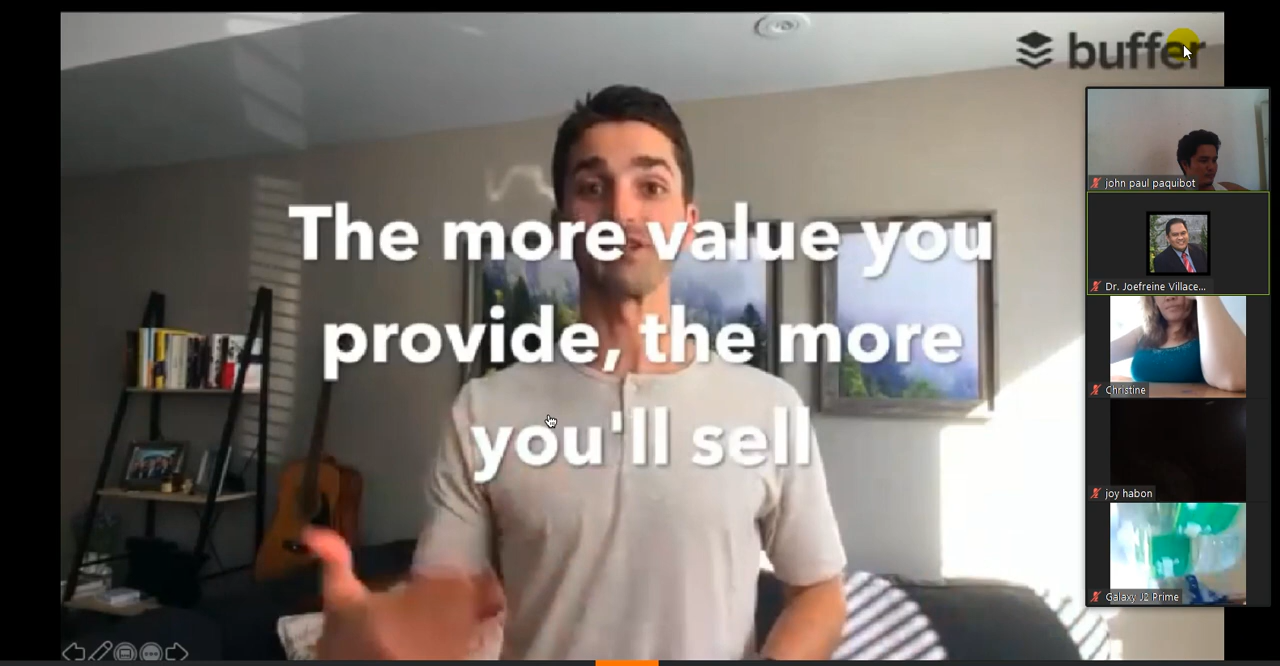 buffer
The more value you
provide, the more
you'll sell
john paul paquibot
Dr. Joefreine Villace...
Christine
joy habon
Galaxy J2 Prime